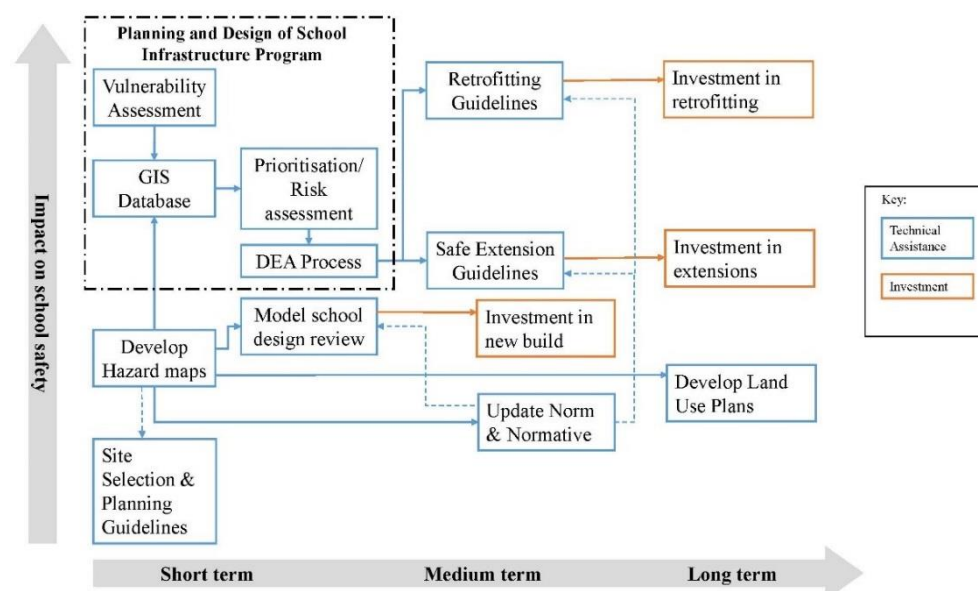 Planning and Design of School
Infrastructure Program
Vulnerability
Assessment
GIS
Database
Prioritisation/
Risk
assessment
DEA Process
Retrofitting
Guidelines
Investment in
retrofitting
Safe Extension
Guidelines
Investment in
extensions
Model school
design review
Investment in
new build
Develop
Hazard maps
Develop Land
Use Plans
Update Norm
& Normative
Site
Selection &
Planning
Guidelines
Key:
Technical
Assistance
Investment
Impact on school safety
Short term
Medium term
Long term